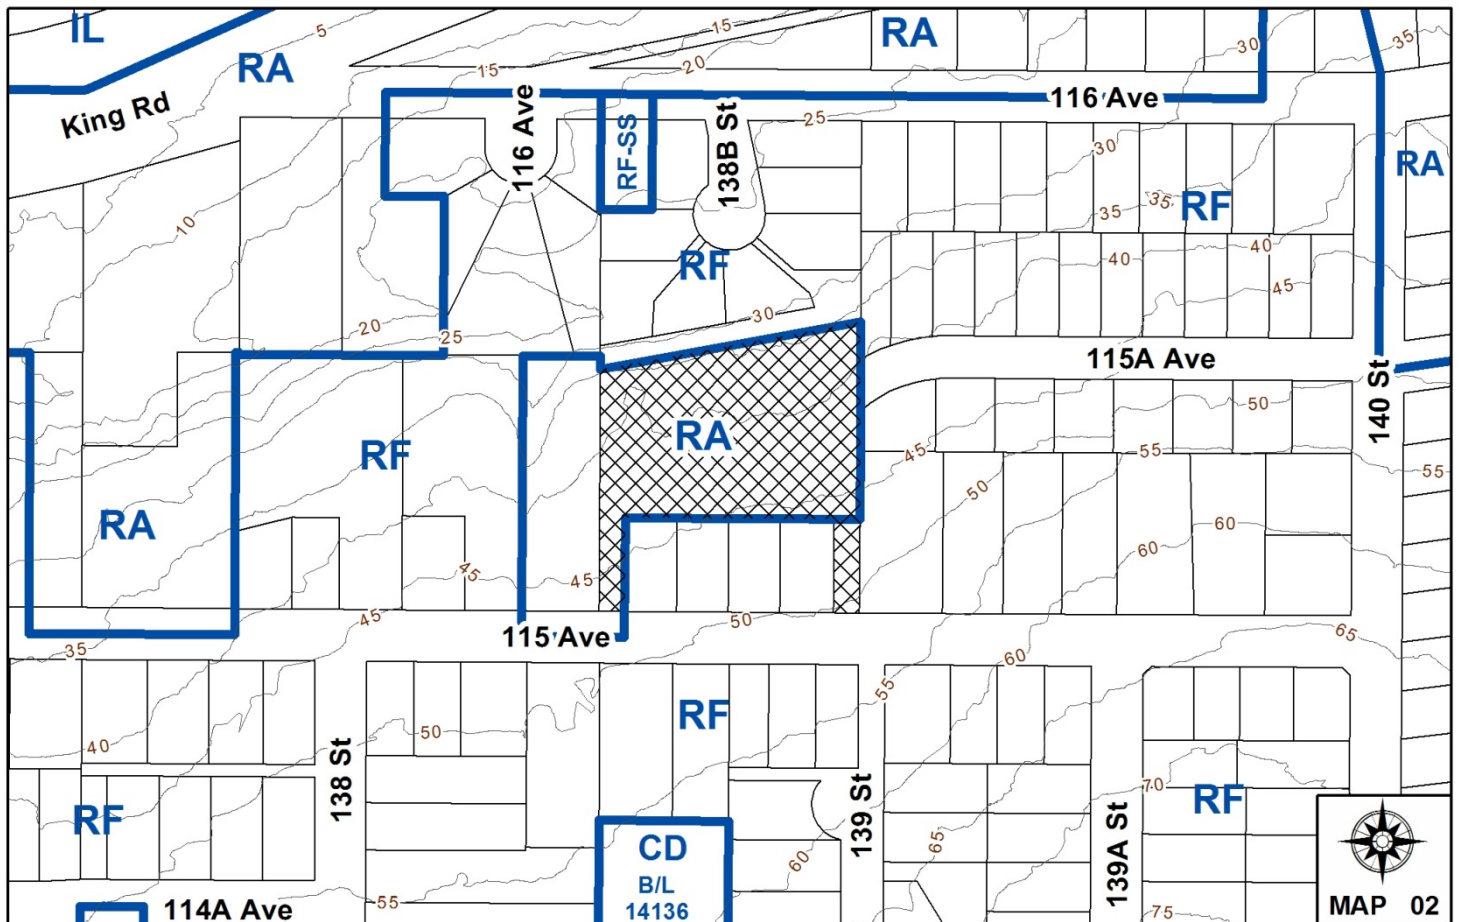 IL
5
15
RA
30
35
RA
15
20
King Rd
116 Ave
116 Ave
RF-SS
138B St
25
30
RA
35
35
RF
10
40
40
45
RF
20
25
30
115A Ave
140 St
50
RA
45
55
55
RF
50
RA
60
60
45
45
45
50
115 Ave
35
65
60
55
RF
40
50
138 St
139 St
70
RF
139A St
RF
CD
65
60
B/L
14136
55
75
114A Ave
MAP 02